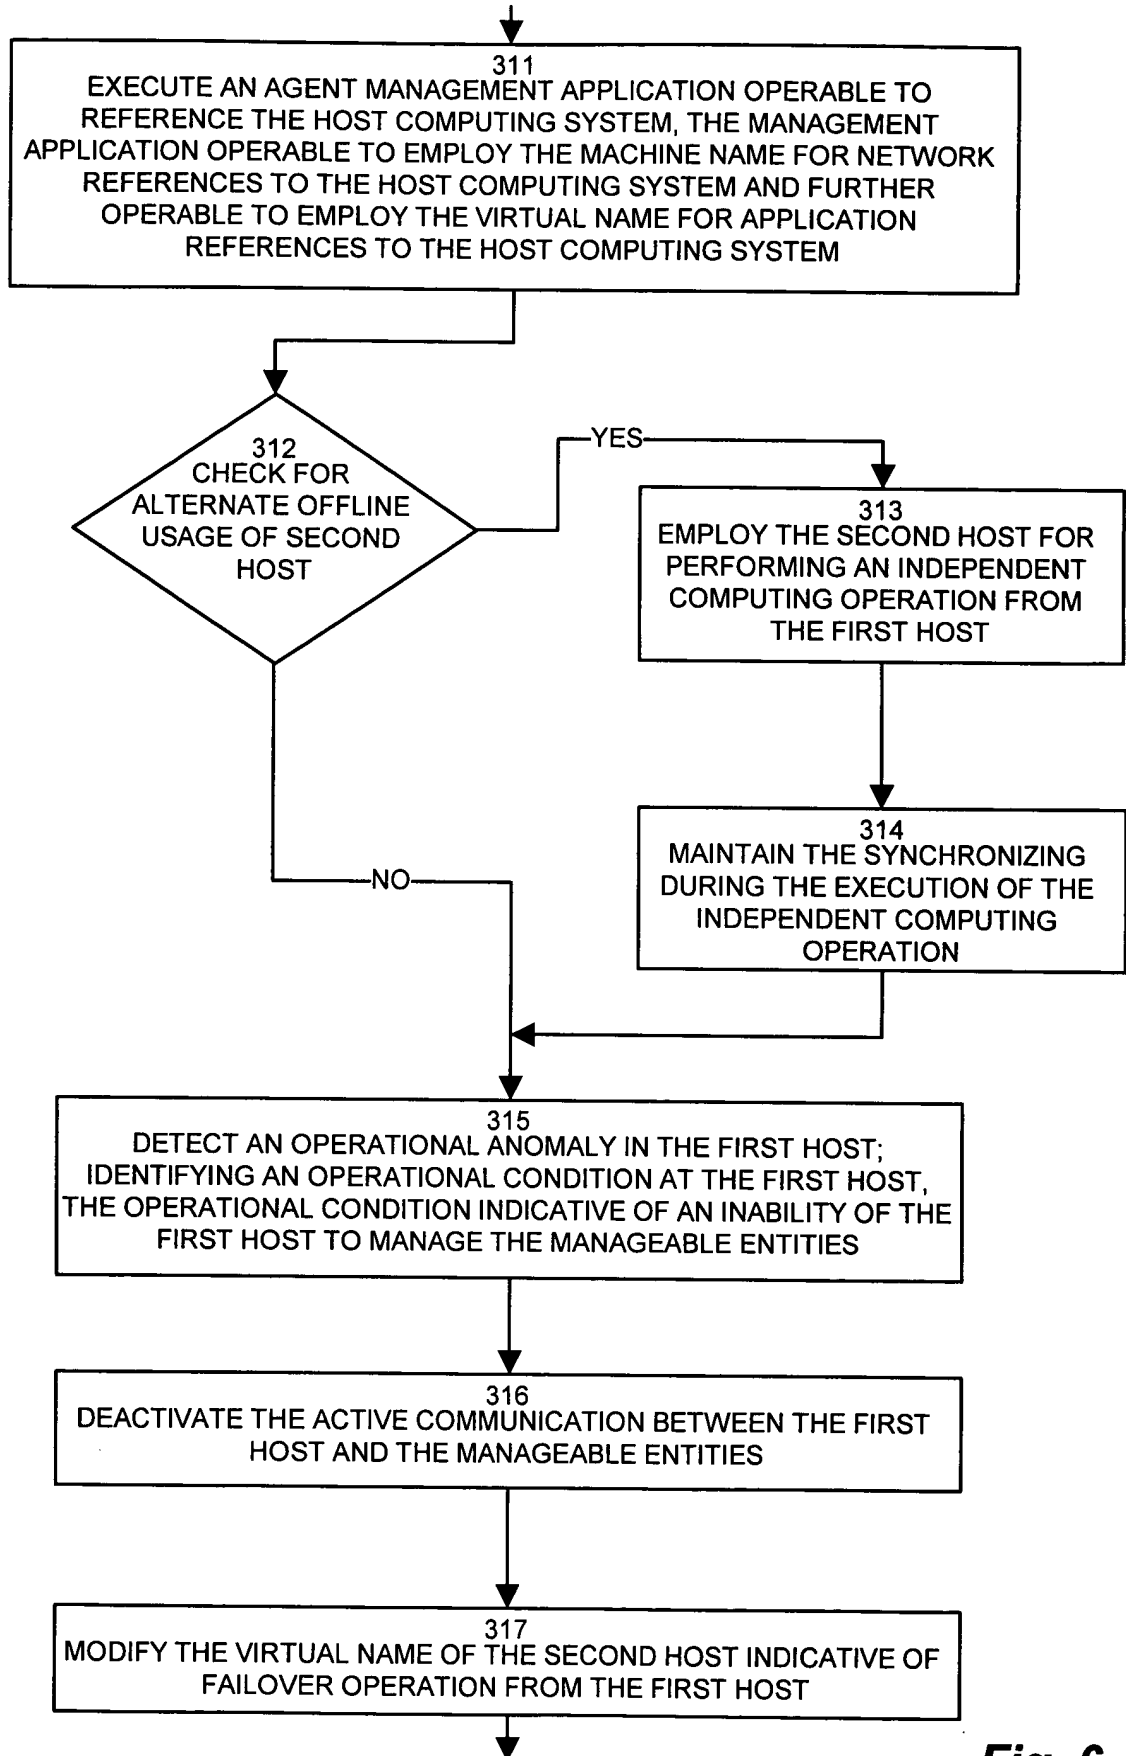 311
EXECUTE AN AGENT MANAGEMENT APPLICATION OPERABLE TO
REFERENCE THE HOST COMPUTING SYSTEM, THE MANAGEMENT
APPLICATION OPERABLE TO EMPLOY THE MACHINE NAME FOR NETWORK
REFERENCES TO THE HOST COMPUTING SYSTEM AND FURTHER
OPERABLE TO EMPLOY THE VIRTUAL NAME FOR APPLICATION
REFERENCES TO THE HOST COMPUTING SYSTEM
312
CHECK FOR
ALTERNATE OFFLINE
USAGE OF SECOND
HOST
YES
313
EMPLOY THE SECOND HOST FOR
PERFORMING AN INDEPENDENT
COMPUTING OPERATION FROM
THE FIRST HOST
314
MAINTAIN THE SYNCHRONIZING
DURING THE EXECUTION OF THE
INDEPENDENT COMPUTING
OPERATION
NO
315
DETECT AN OPERATIONAL ANOMALY IN THE FIRST HOST;
IDENTIFYING AN OPERATIONAL CONDITION AT THE FIRST HOST,
THE OPERATIONAL CONDITION INDICATIVE OF AN INABILITY OF THE
FIRST HOST TO MANAGE THE MANAGEABLE ENTITIES
316
DEACTIVATE THE ACTIVE COMMUNICATION BETWEEN THE FIRST
HOST AND THE MANAGEABLE ENTITIES
317
MODIFY THE VIRTUAL NAME OF THE SECOND HOST INDICATIVE OF
FAILOVER OPERATION FROM THE FIRST HOST